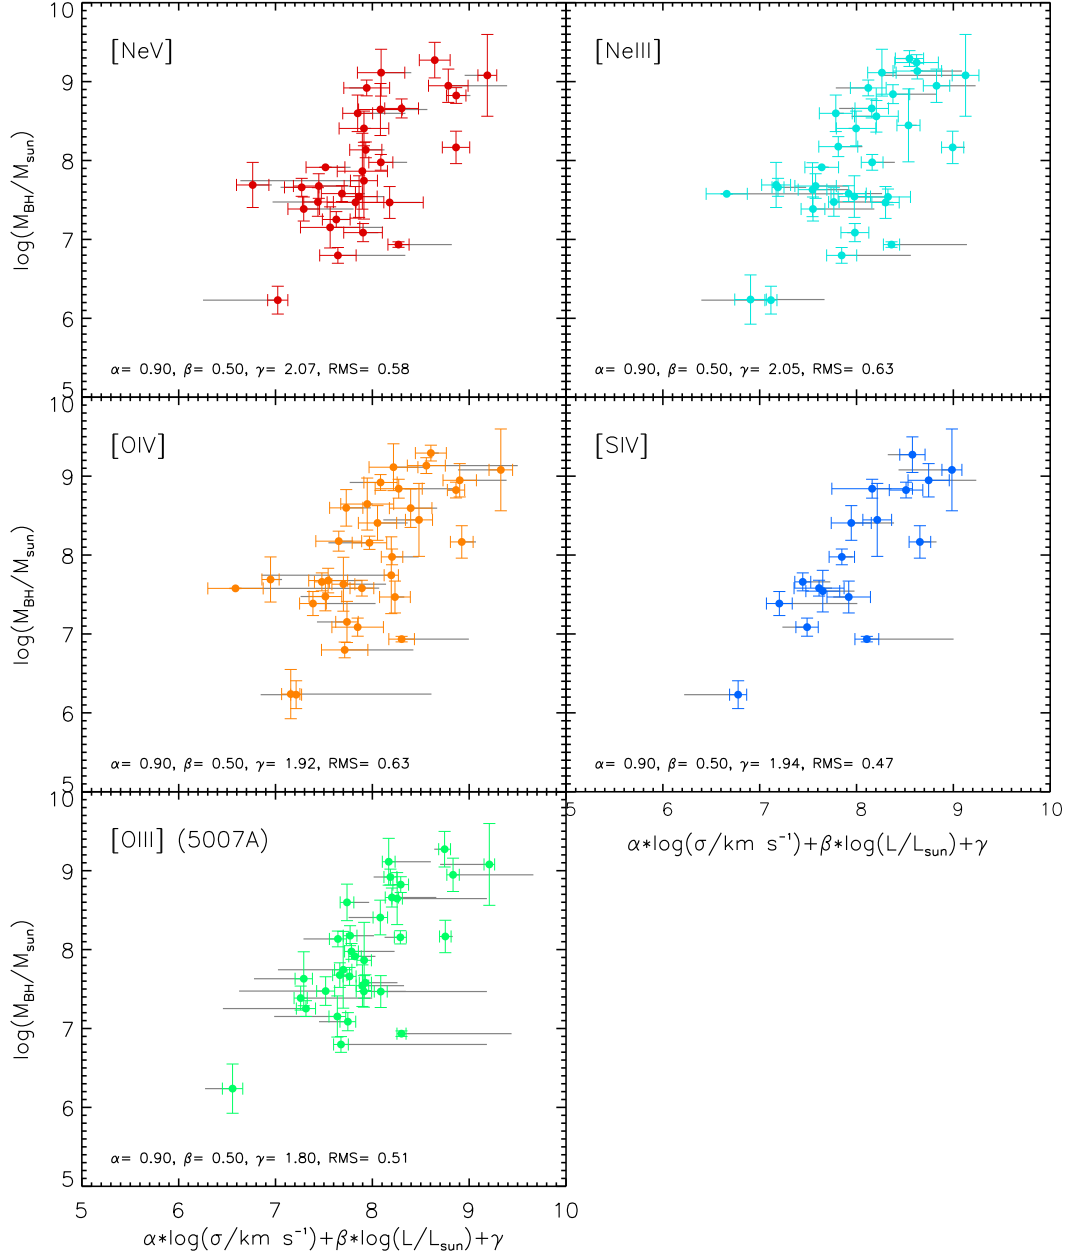 [NeV]
[NeIII]
10
9
8
7
6
5
log(M_BH/M_sun)
α= 0.90, β= 0.50, γ= 2.07, RMS= 0.58
α= 0.90, β= 0.50, γ= 2.05, RMS= 0.63
[OIV]
[SIV]
10
9
8
7
6
5
log(M_BH/M_sun)
α= 0.90, β= 0.50, γ= 1.92, RMS= 0.63
α= 0.90, β= 0.50, γ= 1.94, RMS= 0.47
5 6 7 8 9 10
α*log(σ/km s⁻¹)+β*log(L/L_sun)+γ
[OIII] (5007A)
10
9
8
7
6
5
log(M_BH/M_sun)
α= 0.90, β= 0.50, γ= 1.80, RMS= 0.51
5 6 7 8 9 10
α*log(σ/km s⁻¹)+β*log(L/L_sun)+γ